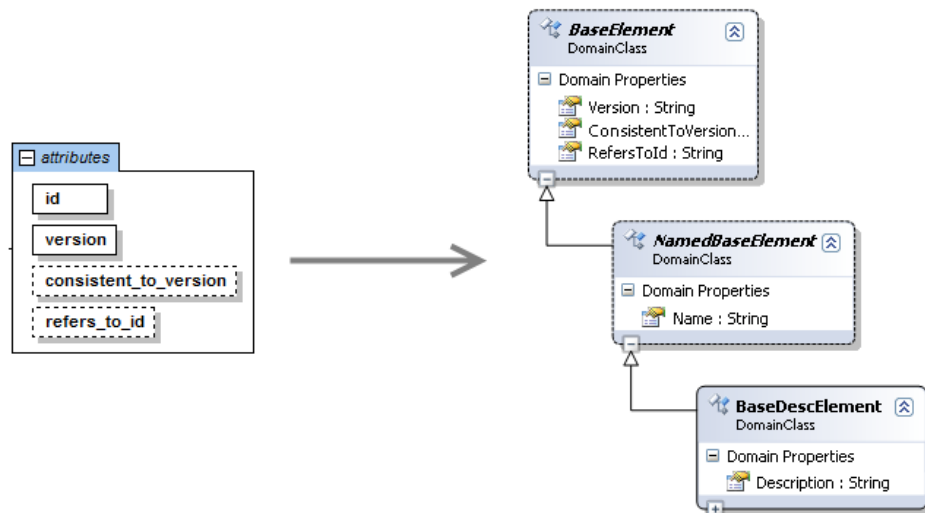 attributes
id
version
consistent_to_version
refers_to_id
BaseElement
DomainClass
Domain Properties
Version : String
ConsistentToVersion...
RefersToId : String
NamedBaseElement
DomainClass
Domain Properties
Name : String
BaseDescElement
DomainClass
Domain Properties
Description : String